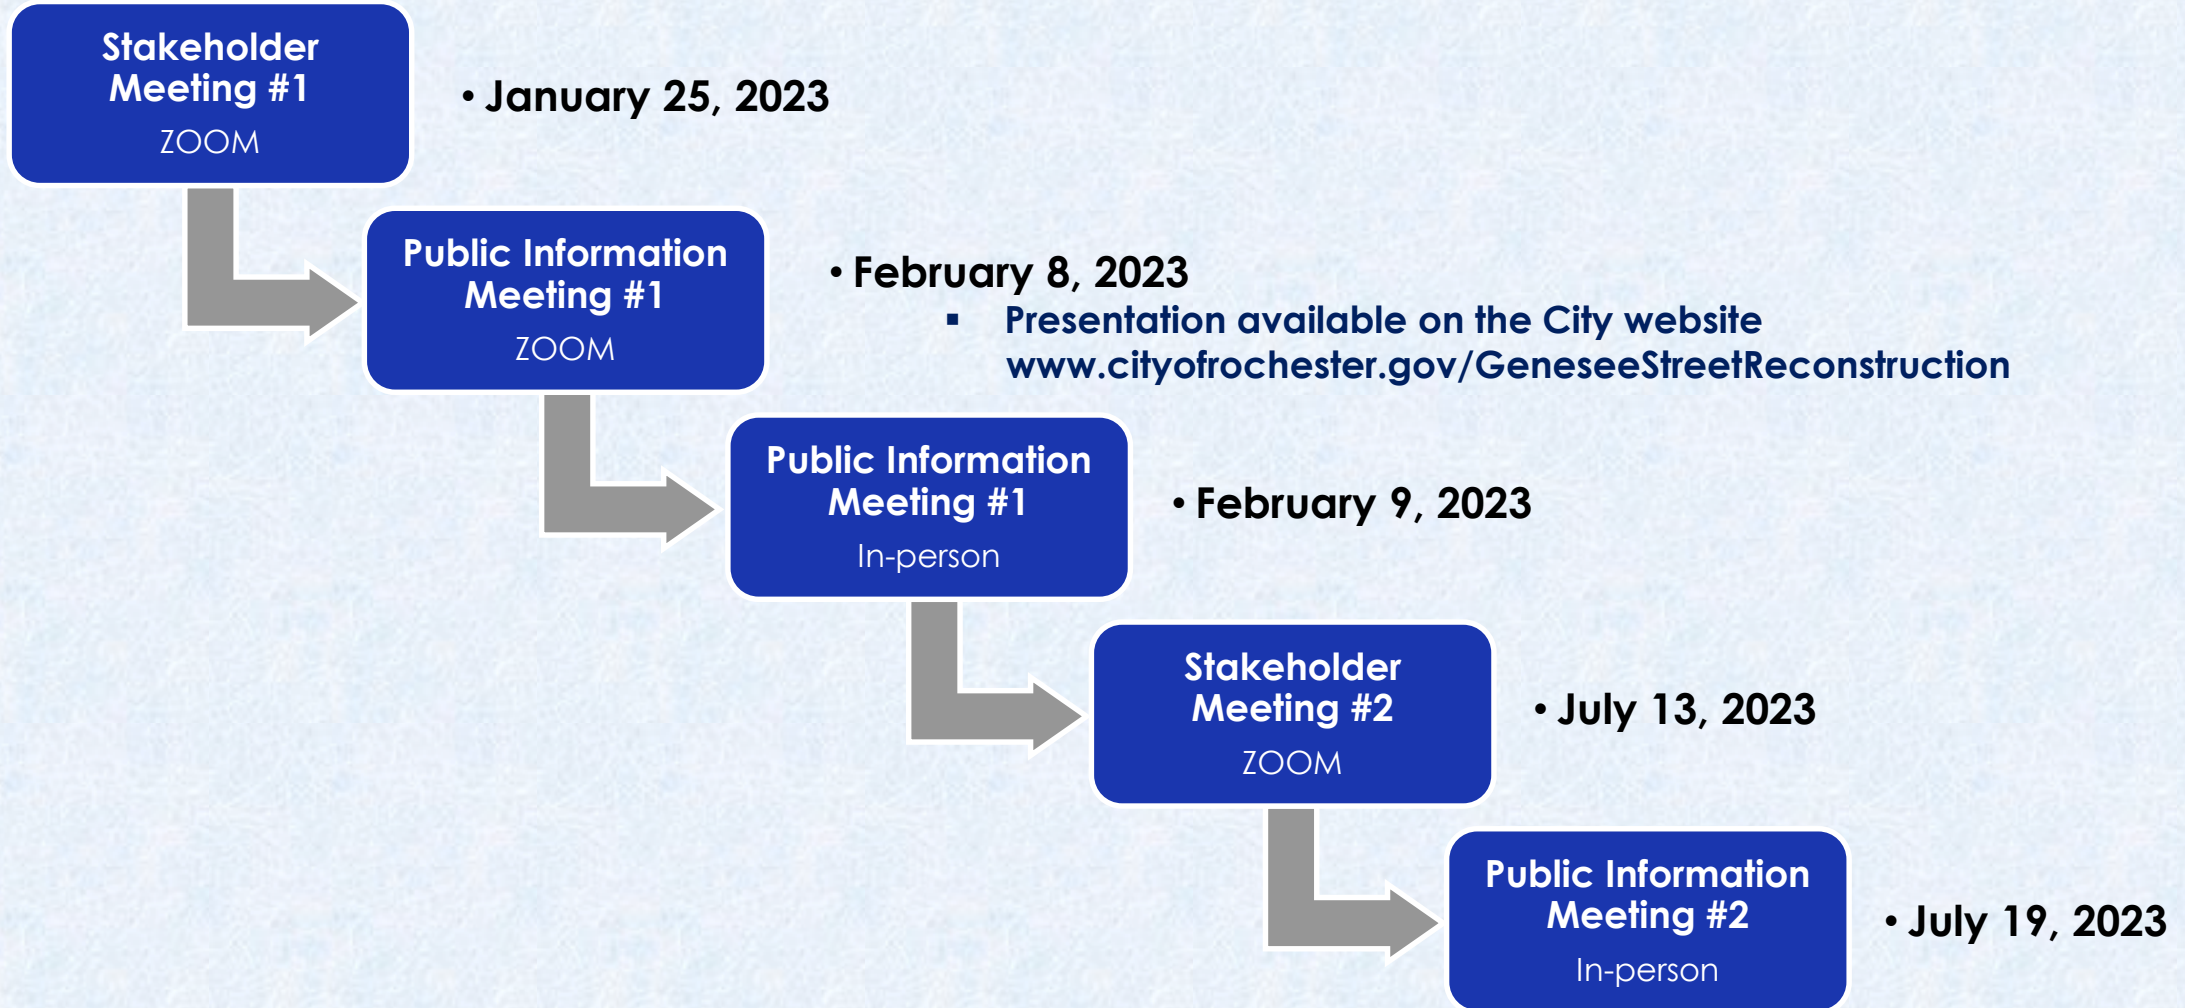 Stakeholder
Meeting #1
ZOOM
• January 25, 2023
Public Information
Meeting #1
ZOOM
• February 8, 2023
▪ Presentation available on the City website
www.cityofrochester.gov/GeneseeStreetReconstruction
Public Information
Meeting #1
In-person
• February 9, 2023
Stakeholder
Meeting #2
ZOOM
• July 13, 2023
Public Information
Meeting #2
In-person
• July 19, 2023